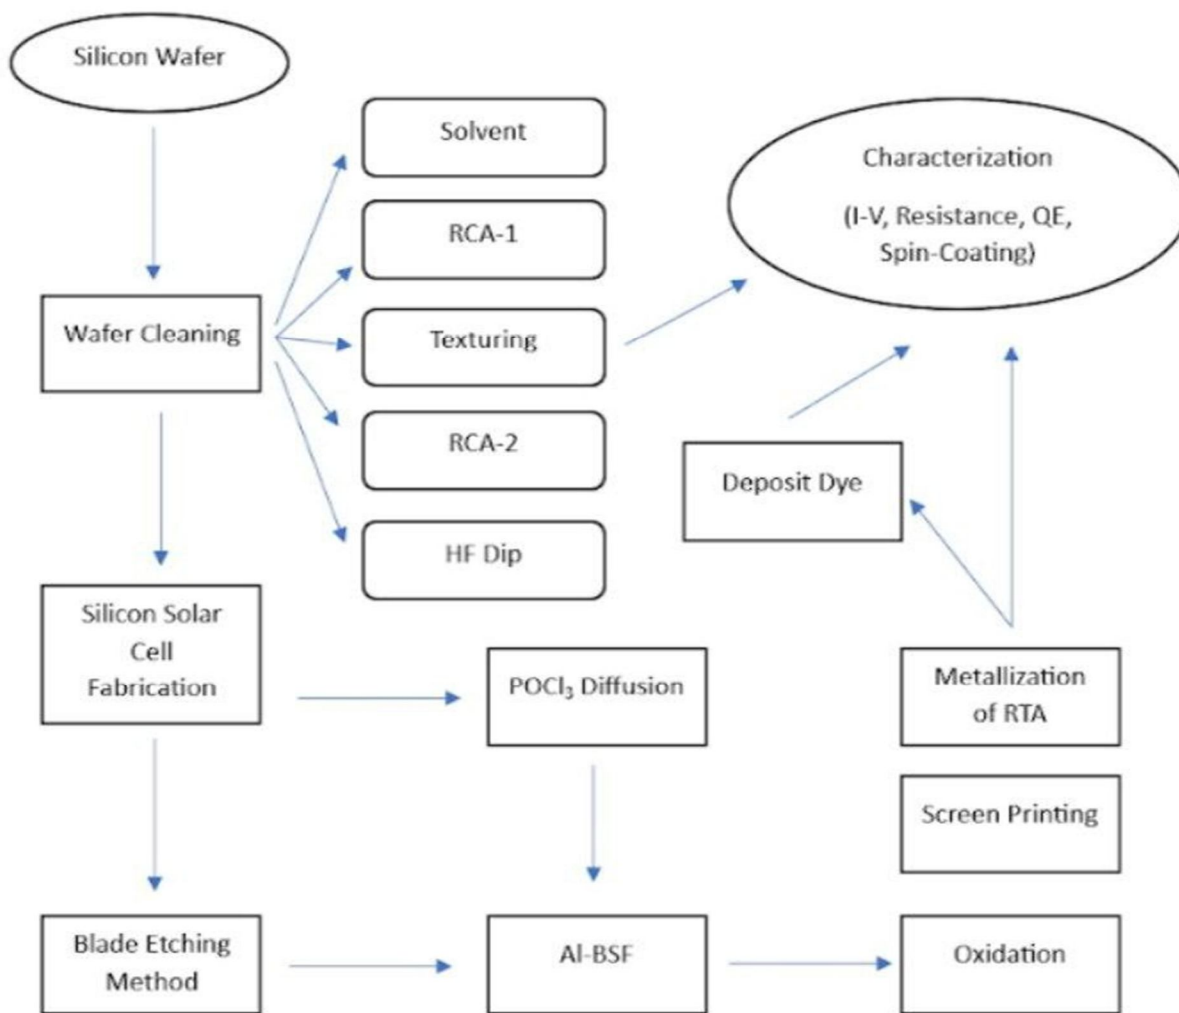 Silicon Wafer
Solvent
RCA-1
Texturing
RCA-2
HF Dip
Characterization
(I-V, Resistance, QE,
Spin-Coating)
Wafer Cleaning
Deposit Dye
Silicon Solar
Cell
Fabrication
POCl₃ Diffusion
Metallization
of RTA
Screen Printing
Blade Etching
Method
Al-BSF
Oxidation